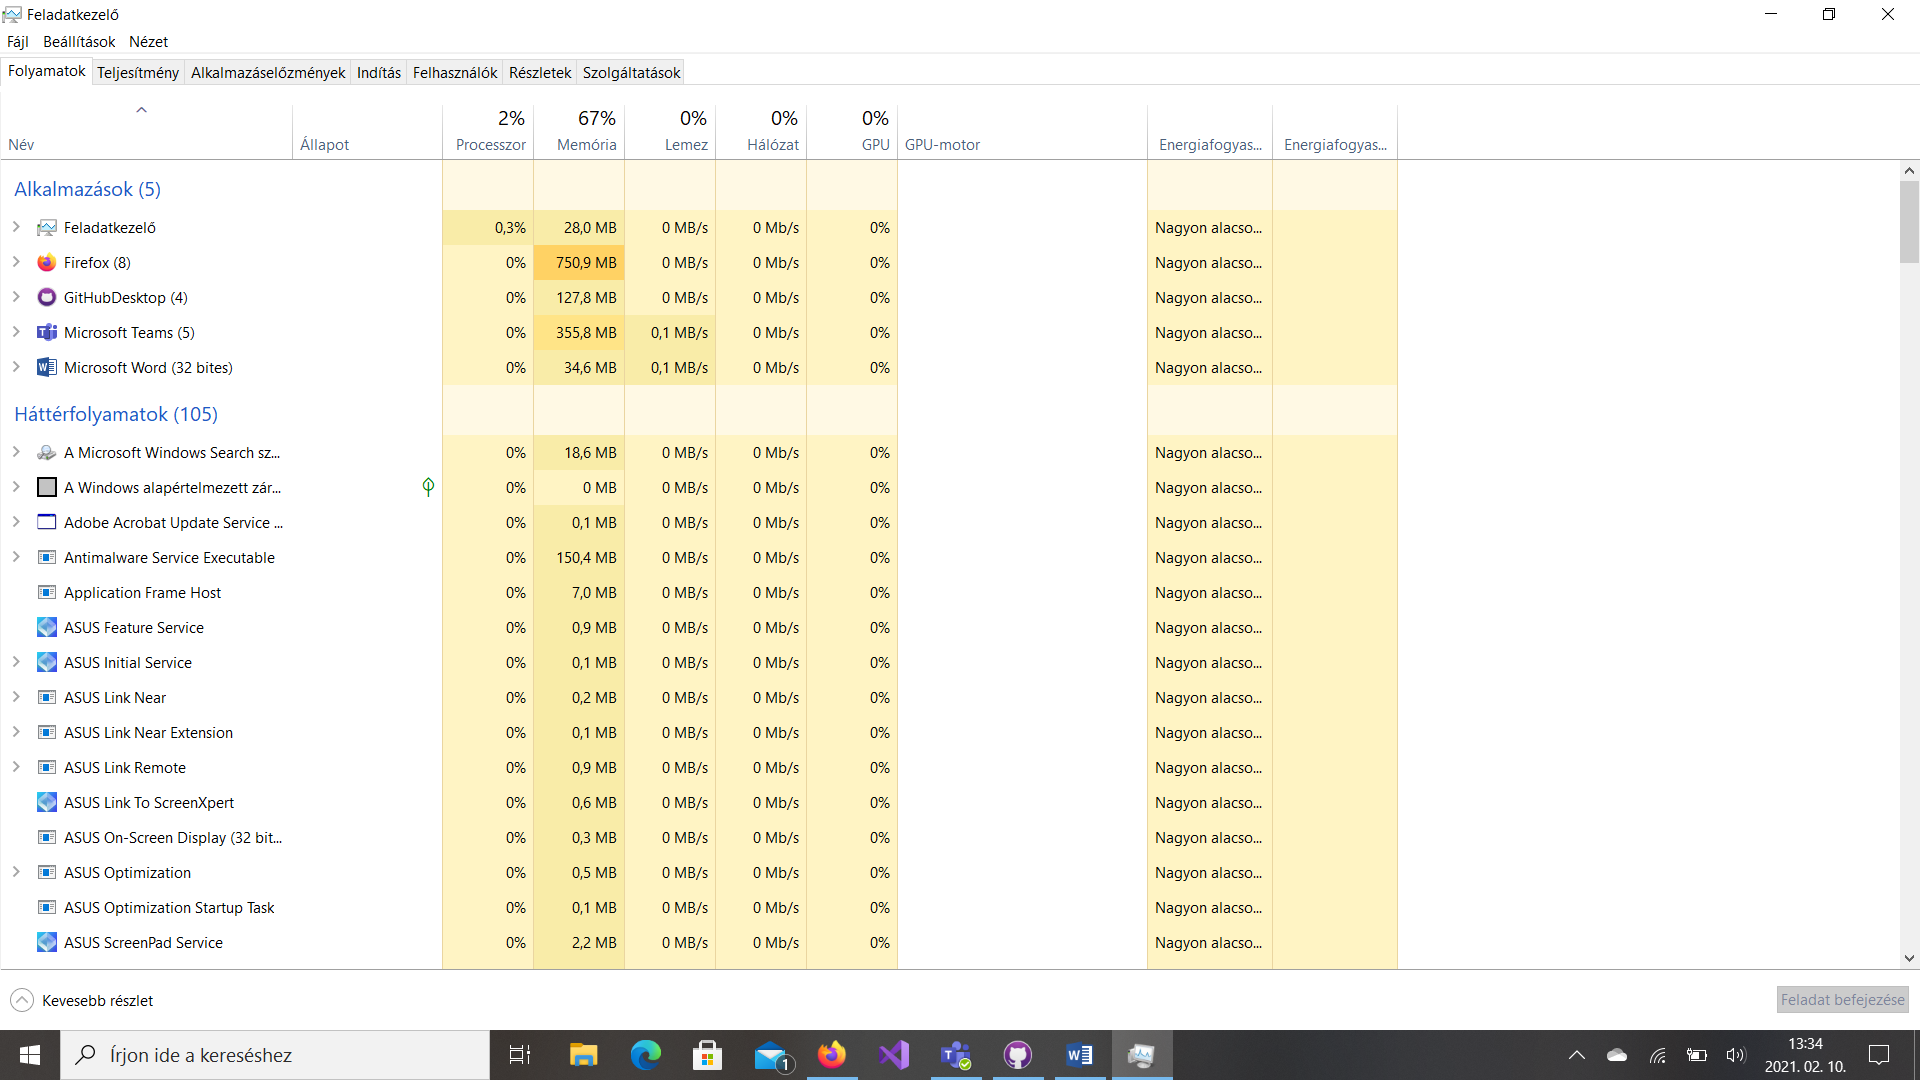 Feladatkezelő
Fájl Beállítások Nézet
Folyamatok Teljesítmény Alkalmazáselőzmények Indítás Felhasználók Részletek Szolgáltatások
2% 67% 0% 0% 0%
Név Állapot Processzor Memória Lemez Hálózat GPU GPU-motor Energiafogyas... Energiafogyas...
Alkalmazások (5)
Feladatkezelő 0,3% 28,0 MB 0 MB/s 0 Mb/s 0% Nagyon alacso...
Firefox (8) 0% 750,9 MB 0 MB/s 0 Mb/s 0% Nagyon alacso...
GitHubDesktop (4) 0% 127,8 MB 0 MB/s 0 Mb/s 0% Nagyon alacso...
Microsoft Teams (5) 0% 355,8 MB 0,1 MB/s 0 Mb/s 0% Nagyon alacso...
Microsoft Word (32 bites) 0% 34,6 MB 0,1 MB/s 0 Mb/s 0% Nagyon alacso...
Háttérfolyamatok (105)
A Microsoft Windows Search sz... 0% 18,6 MB 0 MB/s 0 Mb/s 0% Nagyon alacso...
A Windows alapértelmezett zár... 0% 0 MB 0 MB/s 0 Mb/s 0% Nagyon alacso...
Adobe Acrobat Update Service ... 0% 0,1 MB 0 MB/s 0 Mb/s 0% Nagyon alacso...
Antimalware Service Executable 0% 150,4 MB 0 MB/s 0 Mb/s 0% Nagyon alacso...
Application Frame Host 0% 7,0 MB 0 MB/s 0 Mb/s 0% Nagyon alacso...
ASUS Feature Service 0% 0,9 MB 0 MB/s 0 Mb/s 0% Nagyon alacso...
ASUS Initial Service 0% 0,1 MB 0 MB/s 0 Mb/s 0% Nagyon alacso...
ASUS Link Near 0% 0,2 MB 0 MB/s 0 Mb/s 0% Nagyon alacso...
ASUS Link Near Extension 0% 0,1 MB 0 MB/s 0 Mb/s 0% Nagyon alacso...
ASUS Link Remote 0% 0,9 MB 0 MB/s 0 Mb/s 0% Nagyon alacso...
ASUS Link To ScreenXpert 0% 0,6 MB 0 MB/s 0 Mb/s 0% Nagyon alacso...
ASUS On-Screen Display (32 bit... 0% 0,3 MB 0 MB/s 0 Mb/s 0% Nagyon alacso...
ASUS Optimization 0% 0,5 MB 0 MB/s 0 Mb/s 0% Nagyon alacso...
ASUS Optimization Startup Task 0% 0,1 MB 0 MB/s 0 Mb/s 0% Nagyon alacso...
ASUS ScreenPad Service 0% 2,2 MB 0 MB/s 0 Mb/s 0% Nagyon alacso...
Kevesebb részlet Feladat befejezése
Írjon ide a kereséshez 1 13:34
2021. 02. 10.